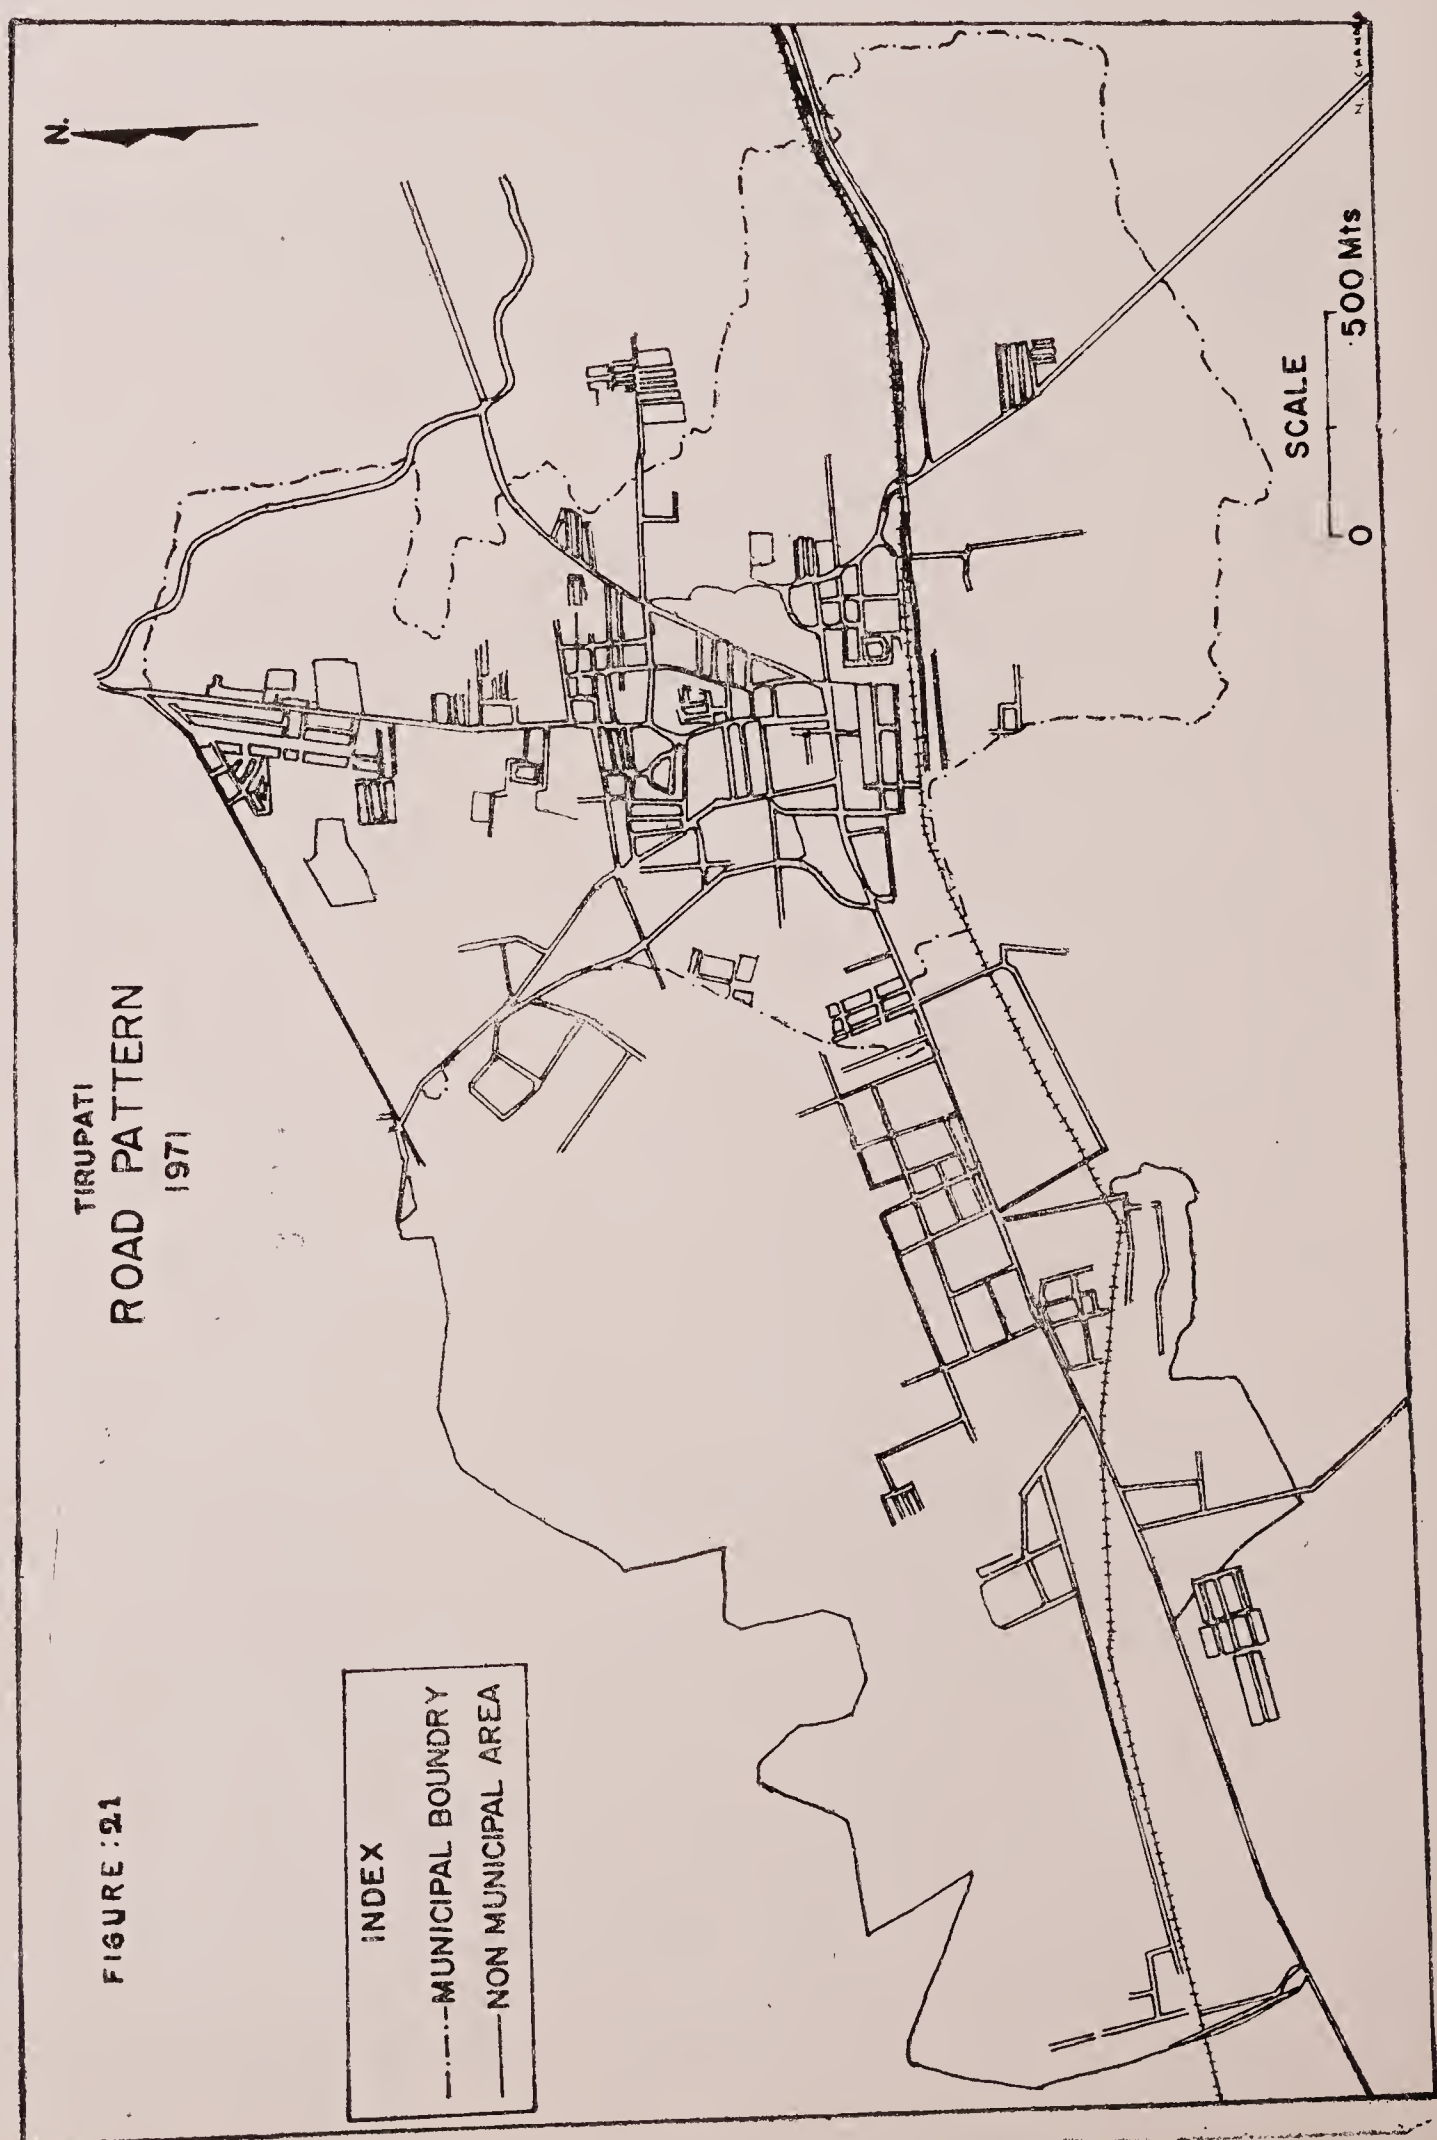 FIGURE : 21
TIRUPATI
ROAD PATTERN
1971
N.
INDEX
MUNICIPAL BOUNDRY
NON MUNICIPAL AREA
SCALE
0 500 Mts